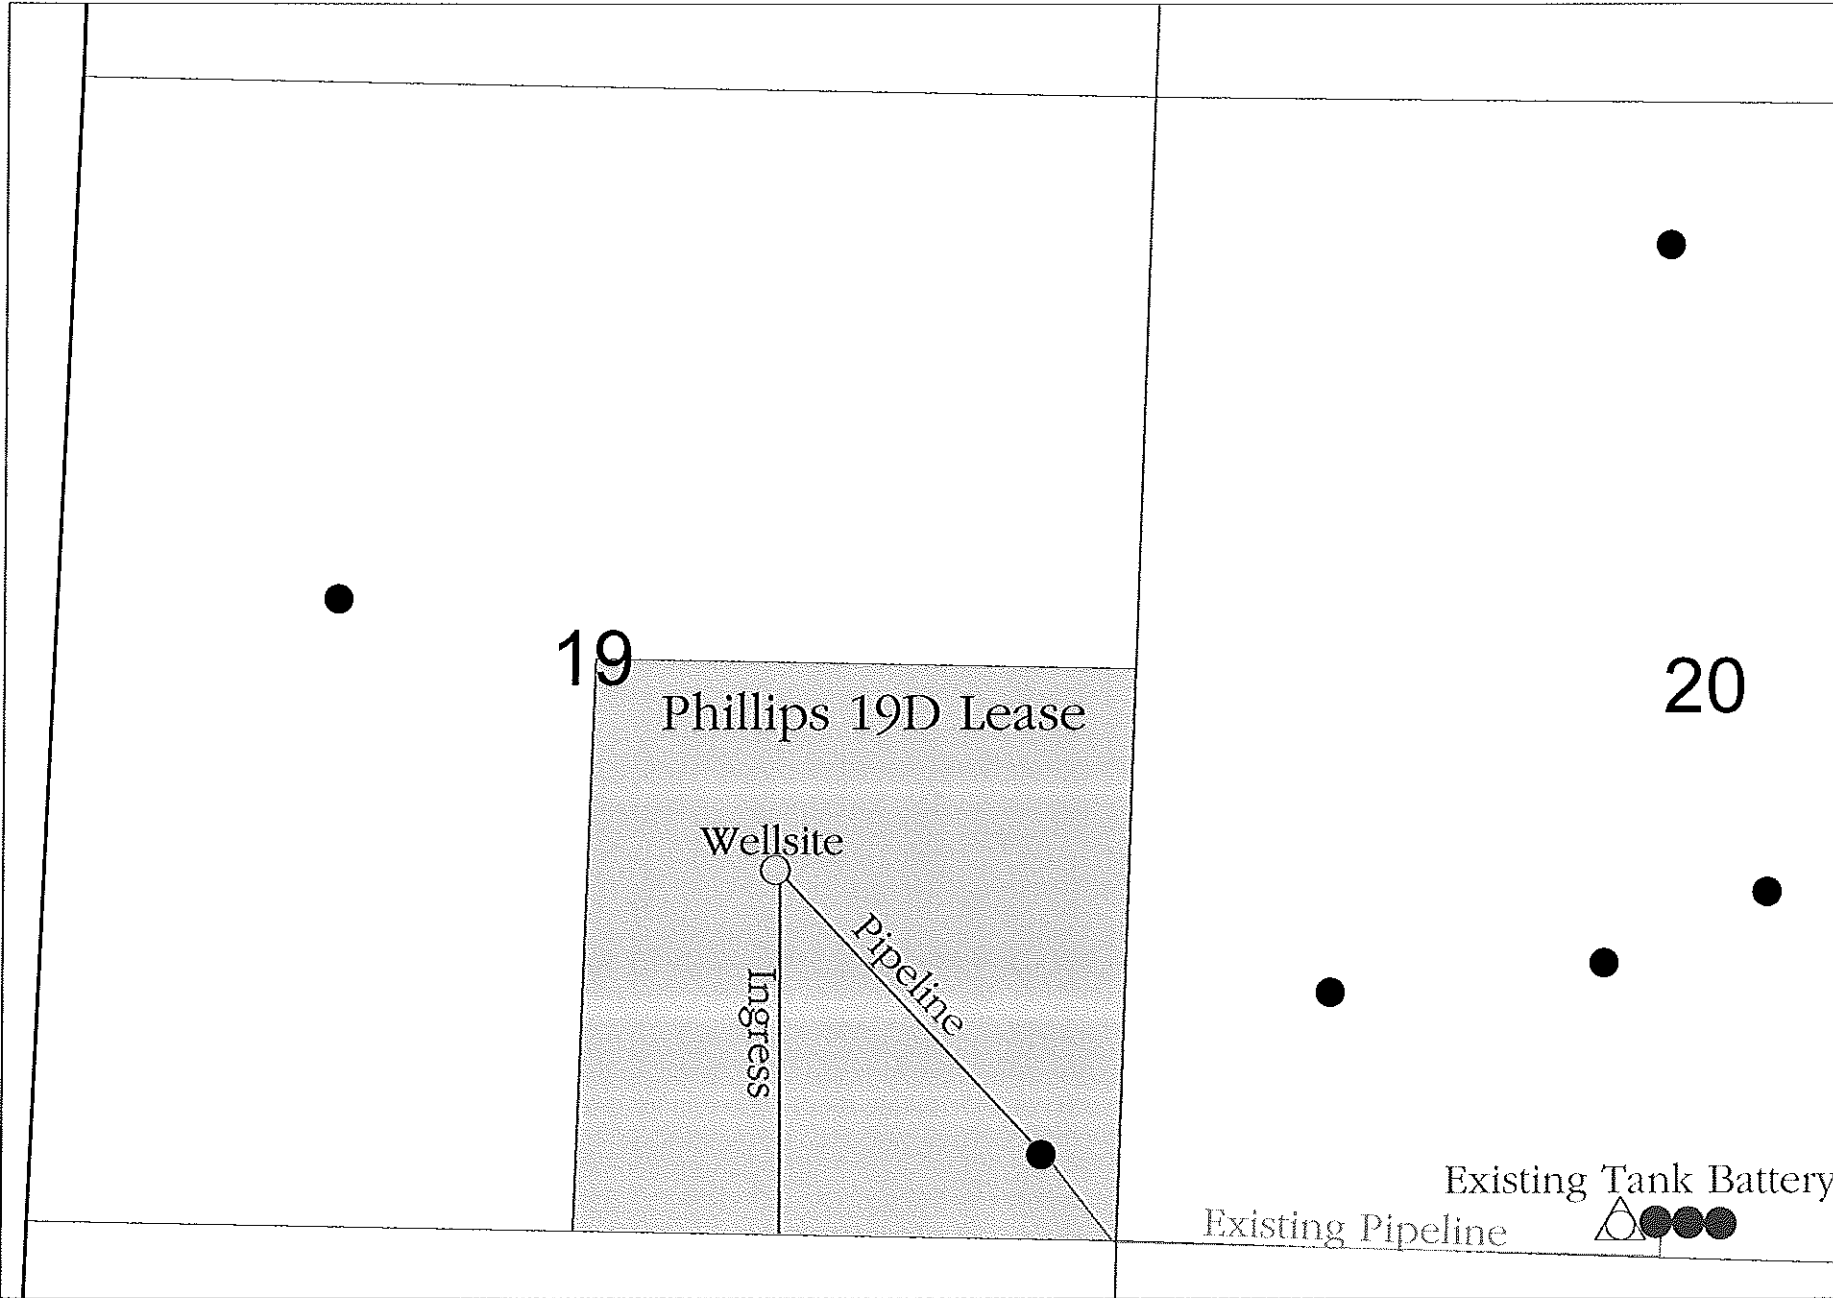 19
20
Phillips 19D Lease
Wellsite
Pipeline
Ingress
Existing Tank Battery
Existing Pipeline